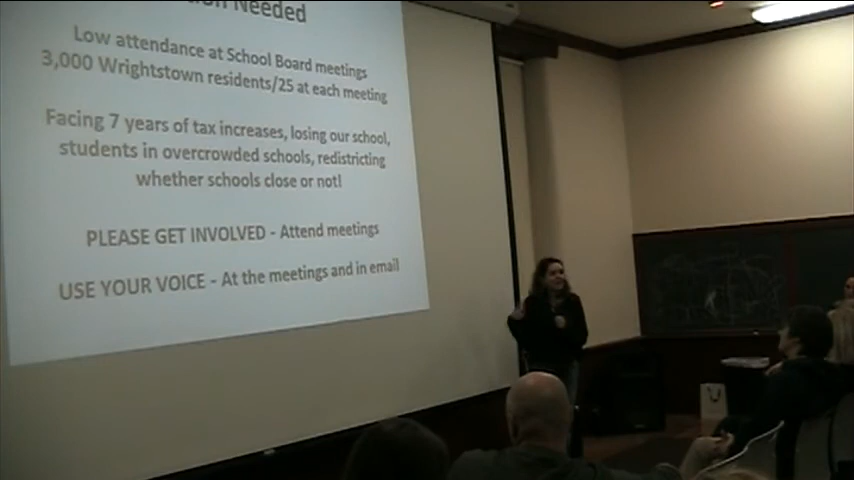 Needed
Low attendance at School Board meetings
3,000 Wrightstown residents/25 at each meeting
Facing 7 years of tax increases, losing our school,
students in overcrowded schools, redistricting
whether schools close or not!
PLEASE GET INVOLVED - Attend meetings
USE YOUR VOICE - At the meetings and in email